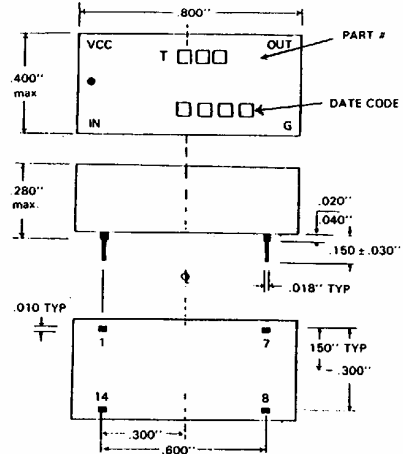 .800"
VCC
OUT
PART #
T
.400"
max
DATE CODE
IN
G
.280"
max.
.020"
.040"
.150 ± .030"
.018" TYP
.010 TYP
1
7
150" TYP
.300"
14
8
.300"
.600"